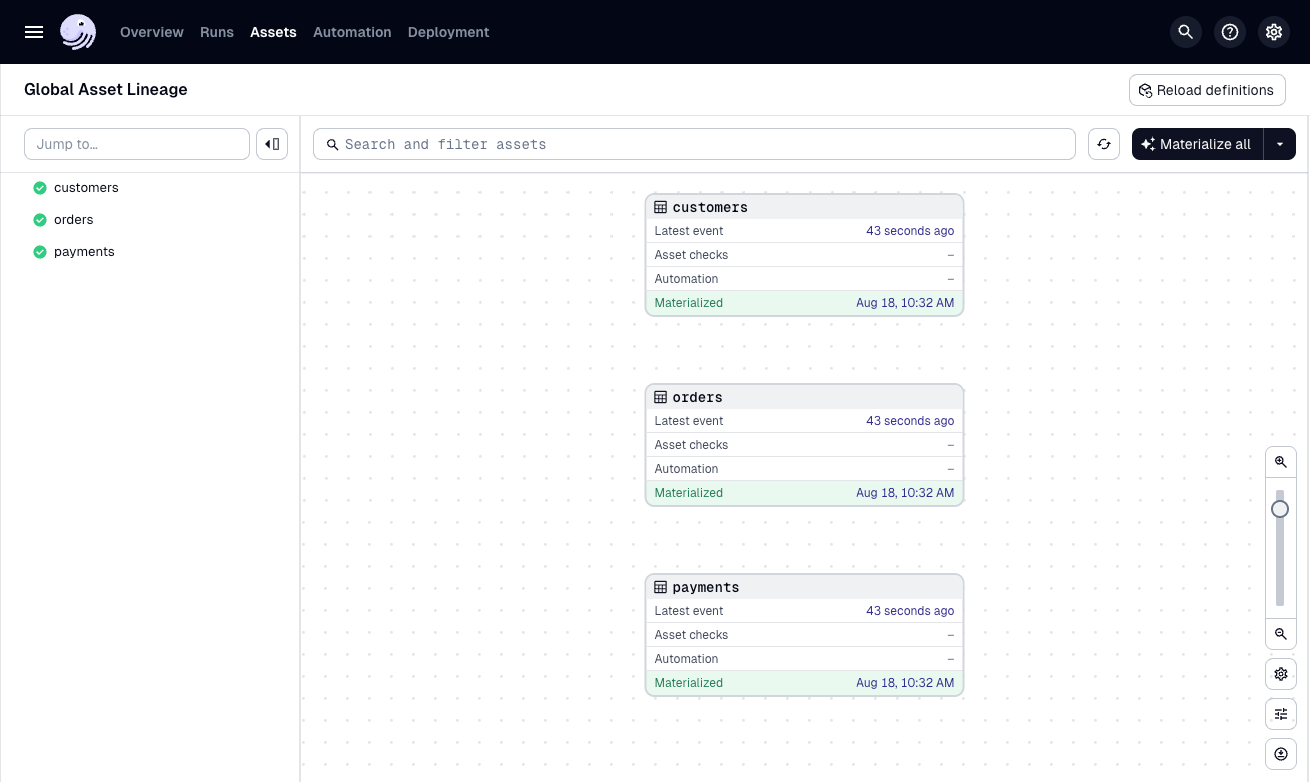 Overview Runs Assets Automation Deployment
Global Asset Lineage
Reload definitions
Jump to…
Search and filter assets
Materialize all
customers
orders
payments
customers
Latest event 43 seconds ago
Asset checks –
Automation –
Materialized Aug 18, 10:32 AM
orders
Latest event 43 seconds ago
Asset checks –
Automation –
Materialized Aug 18, 10:32 AM
payments
Latest event 43 seconds ago
Asset checks –
Automation –
Materialized Aug 18, 10:32 AM